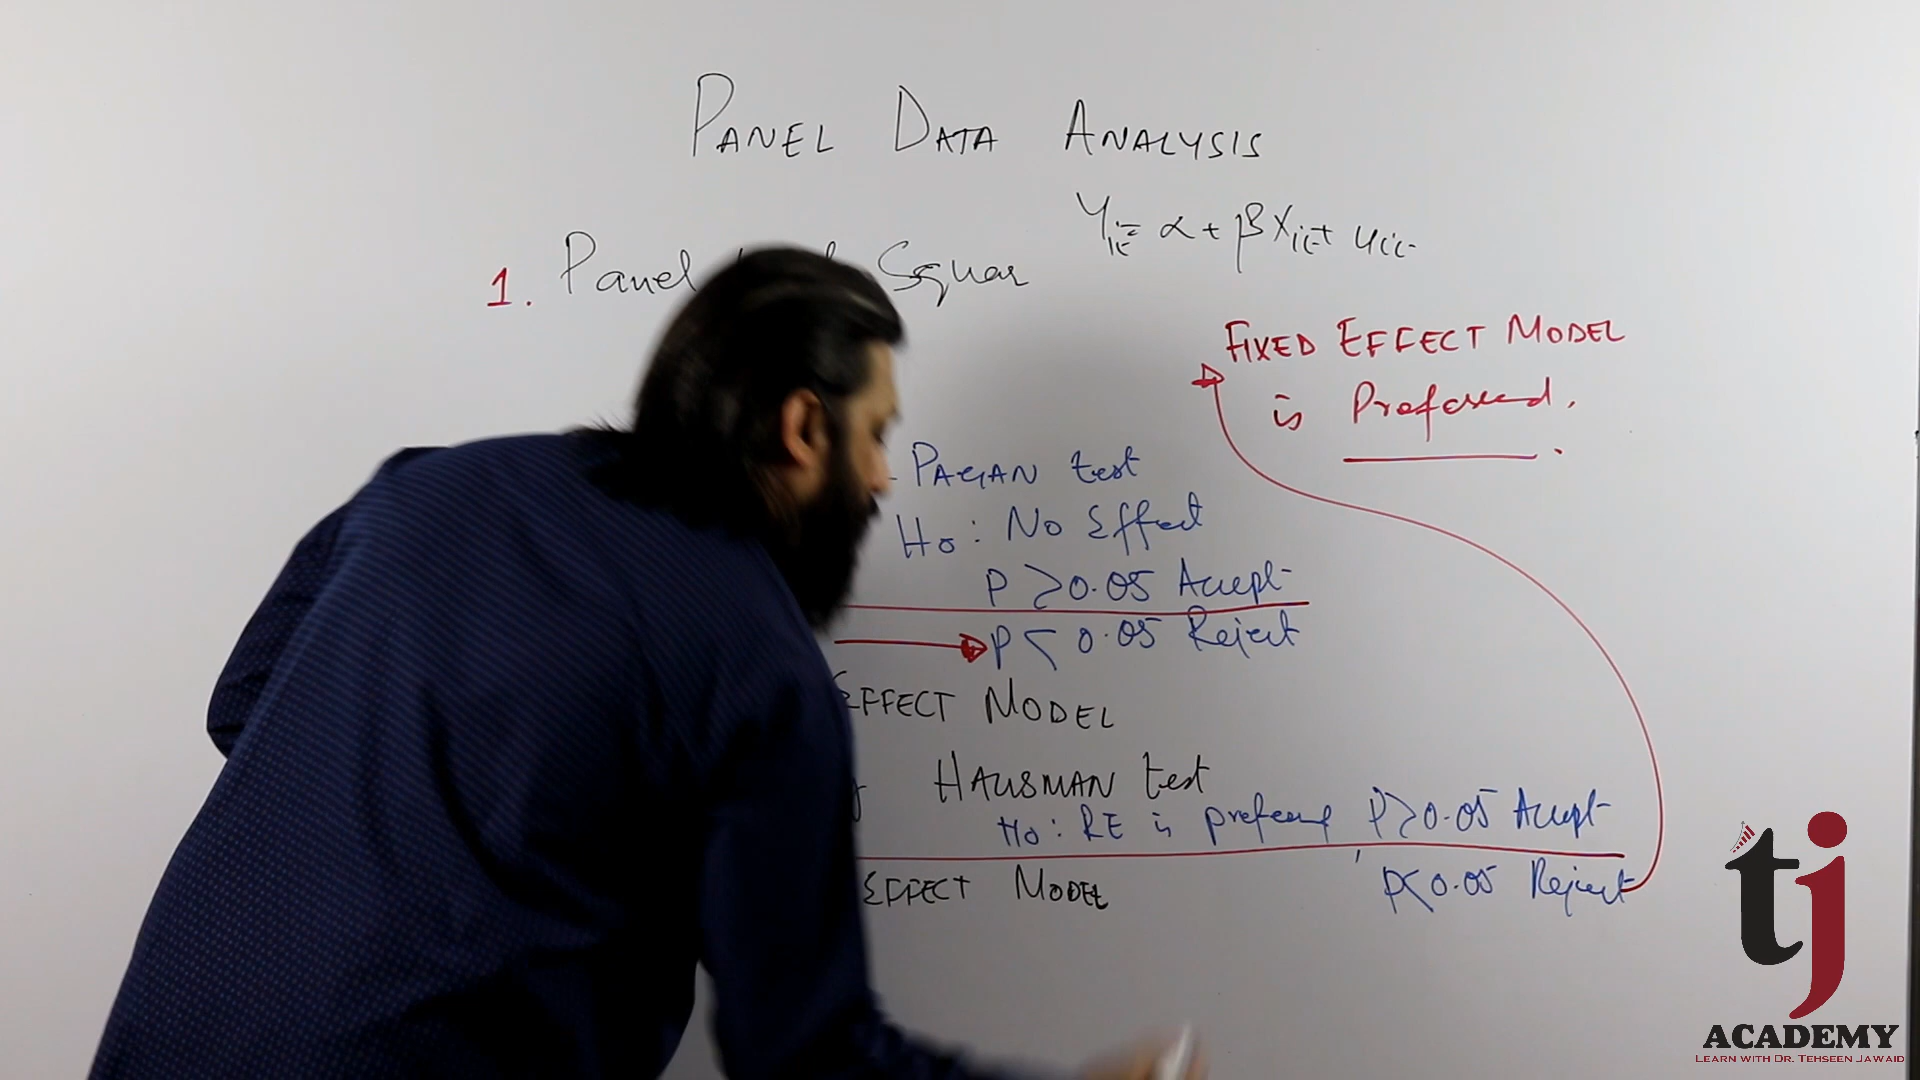 PANEL DATA ANALYSIS
Yit = α + βXit + uit
1. Panel Squar
FIXED EFFECT MODEL
is Prefered.
PAGAN test
Ho: No Effect
P > 0.05 Accept
P < 0.05 Reject
EFFECT MODEL
HAUSMAN test
Ho: RE is P > 0.05 Accept
EFFECT MODEL
P < 0.05 Reject
tj
ACADEMY
LEARN WITH DR. TEHSEEN JAWAID